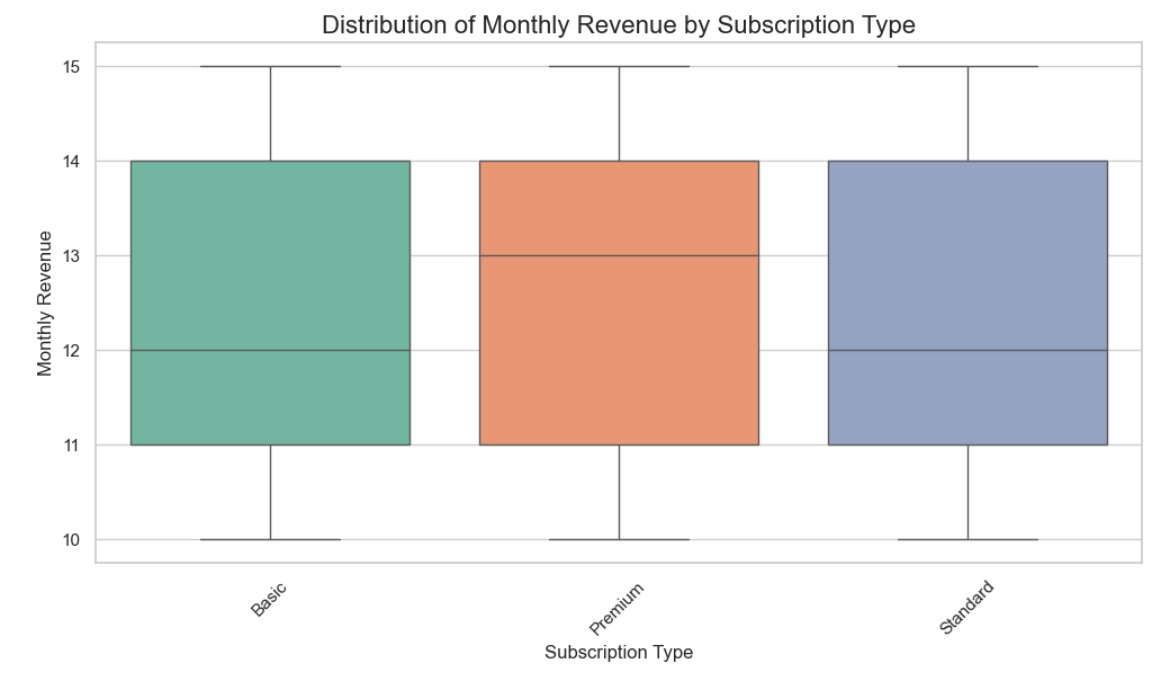 Distribution of Monthly Revenue by Subscription Type
15
14
13
12
11
10
Monthly Revenue
Basic
Premium
Standard
Subscription Type